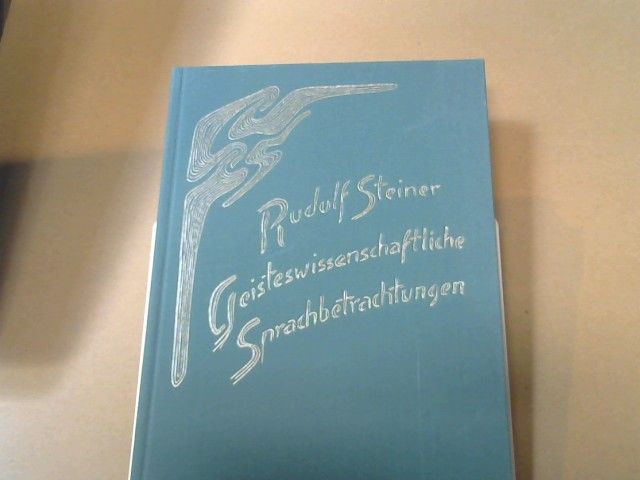 Rudolf Steiner
Geisteswissenschaftliche
Sprachbetrachtungen